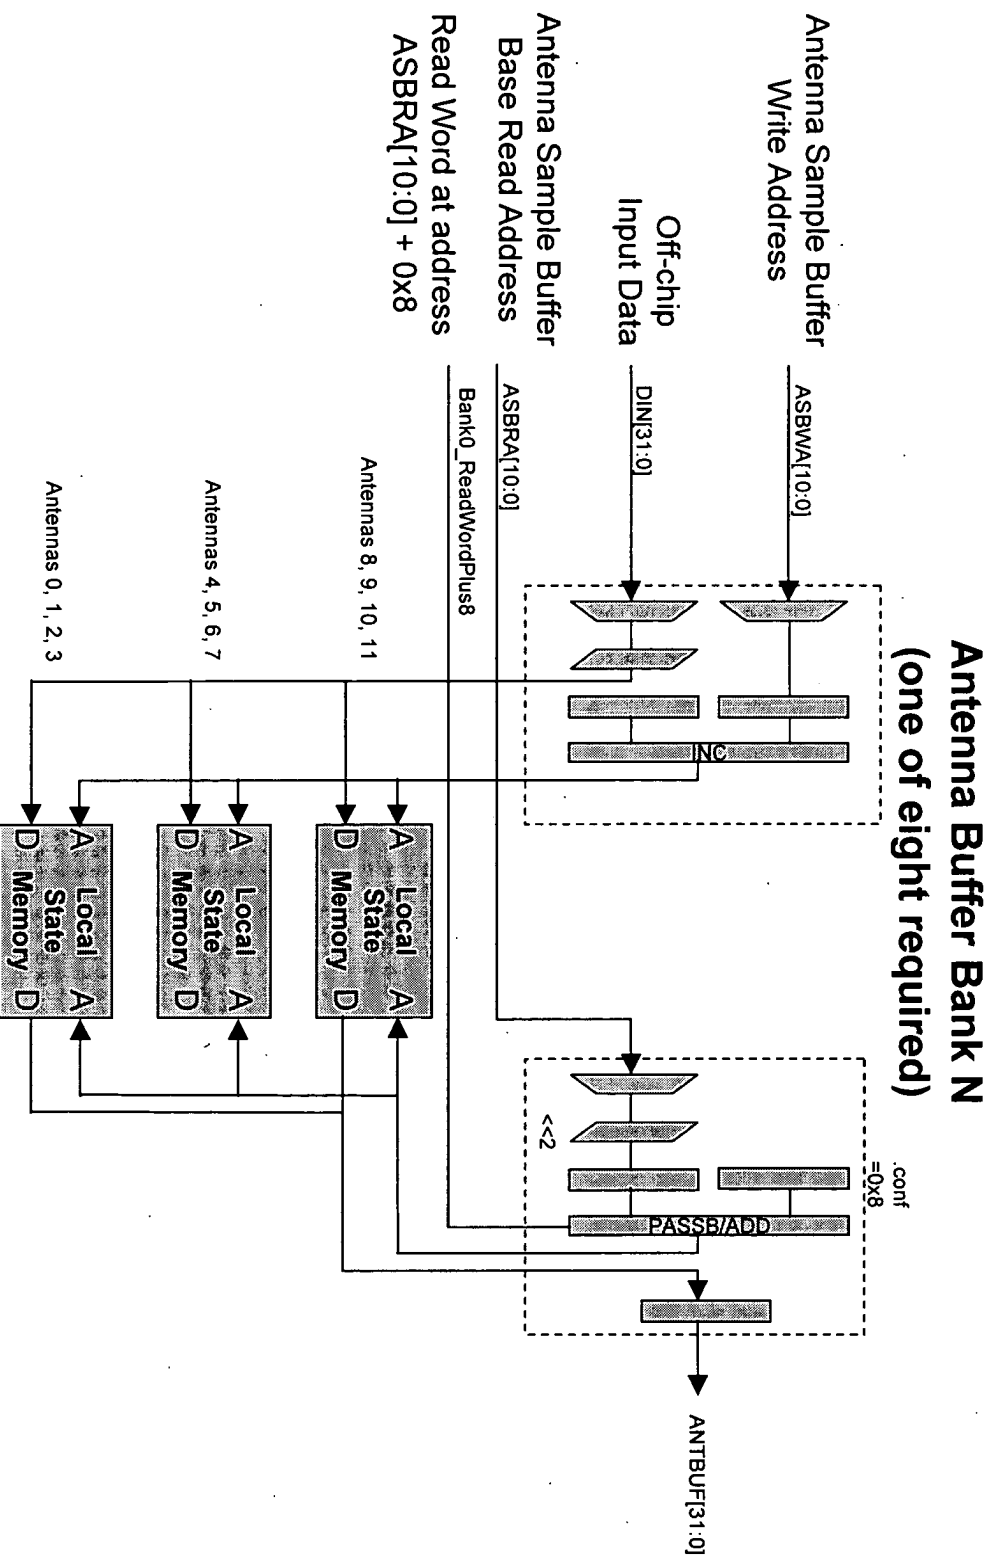 Antenna Buffer Bank N
(one of eight required)
Antenna Sample Buffer
Write Address
ASBWA[10:0]
Off-chip
Input Data
DIN[31:0]
Antenna Sample Buffer
Base Read Address
ASBRA[10:0]
Read Word at address
ASBRA[10:0] + 0x8
Bank0_ReadWordPlus8
INC
.conf
=0x8
<<2
PASSB/ADD
ANTBUF[31:0]
Antennas 8, 9, 10, 11
A Local A
State
D Memory D
Antennas 4, 5, 6, 7
A Local A
State
D Memory D
Antennas 0, 1, 2, 3
A Local A
State
D Memory D